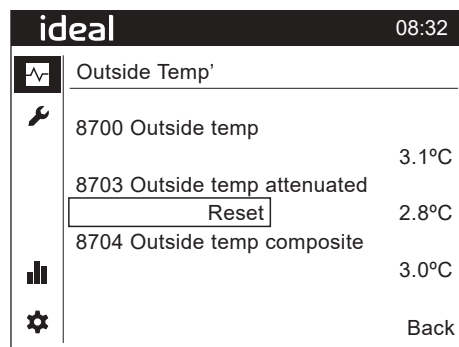 ideal 08:32
Outside Temp'
8700 Outside temp
3.1ºC
8703 Outside temp attenuated
Reset 2.8ºC
8704 Outside temp composite
3.0ºC
Back